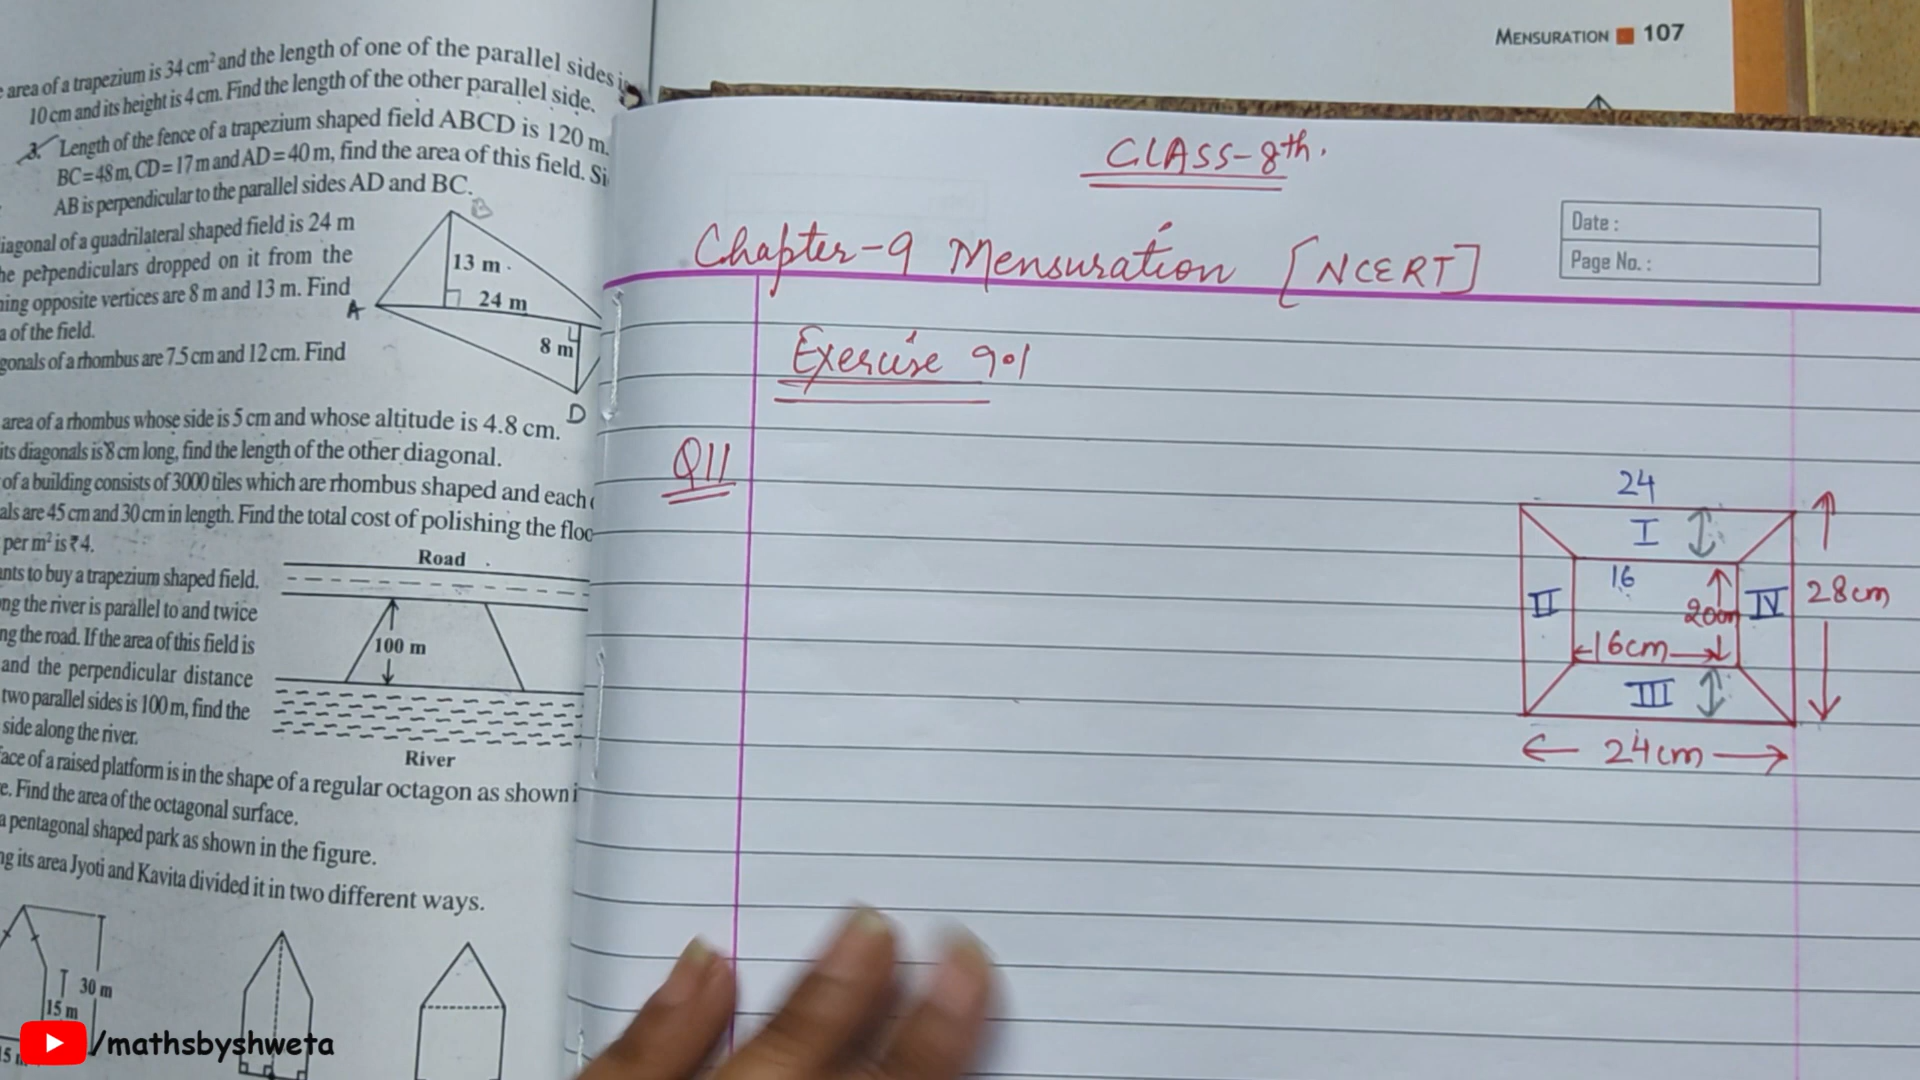 area of a trapezium is 34 cm² and the length of one of the parallel sides
10 cm and its height is 4 cm. Find the length of the other parallel side.
3. Length of the fence of a trapezium shaped field ABCD is 120 m.
BC = 48 m, CD = 17 m and AD = 40 m, find the area of this field. Si
AB is perpendicular to the parallel sides AD and BC.
iagonal of a quadrilateral shaped field is 24 m
he perpendiculars dropped on it from the
ing opposite vertices are 8 m and 13 m. Find
a of the field.
gonals of a rhombus are 7.5 cm and 12 cm. Find
B
13 m
24 m
A
8 m
D
area of a rhombus whose side is 5 cm and whose altitude is 4.8 cm.
its diagonals is 8 cm long, find the length of the other diagonal.
of a building consists of 3000 tiles which are rhombus shaped and each
als are 45 cm and 30 cm in length. Find the total cost of polishing the floo
per m² is ₹ 4.
nts to buy a trapezium shaped field.
ng the river is parallel to and twice
ng the road. If the area of this field is
and the perpendicular distance
two parallel sides is 100 m, find the
side along the river.
Road
100 m
River
ace of a raised platform is in the shape of a regular octagon as shown i
e. Find the area of the octagonal surface.
a pentagonal shaped park as shown in the figure.
ng its area Jyoti and Kavita divided it in two different ways.
30 m
15 m
/mathsbyshweta
MENSURATION 107
CLASS-8th.
Chapter-9 Mensuration [NCERT]
Date :
Page No. :
Exercise 9.1
Q11
24
I
16
II
20cm
IV
28cm
16cm
III
24cm